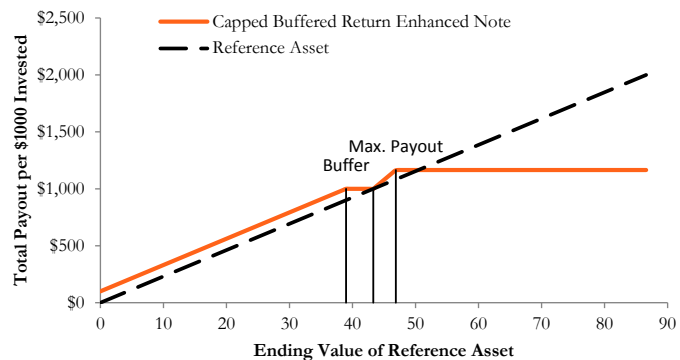 $2,500
Capped Buffered Return Enhanced Note
Reference Asset
$2,000
$1,500
Max. Payout
Buffer
$1,000
$500
$0
Total Payout per $1000 Invested
0 10 20 30 40 50 60 70 80 90
Ending Value of Reference Asset